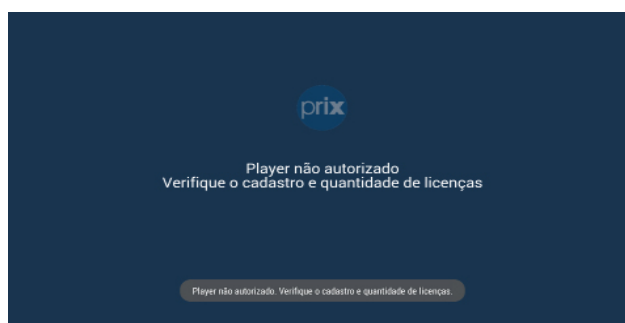 prix
Player não autorizado
Verifique o cadastro e quantidade de licenças
Player não autorizado. Verifique o cadastro e quantidade de licenças.